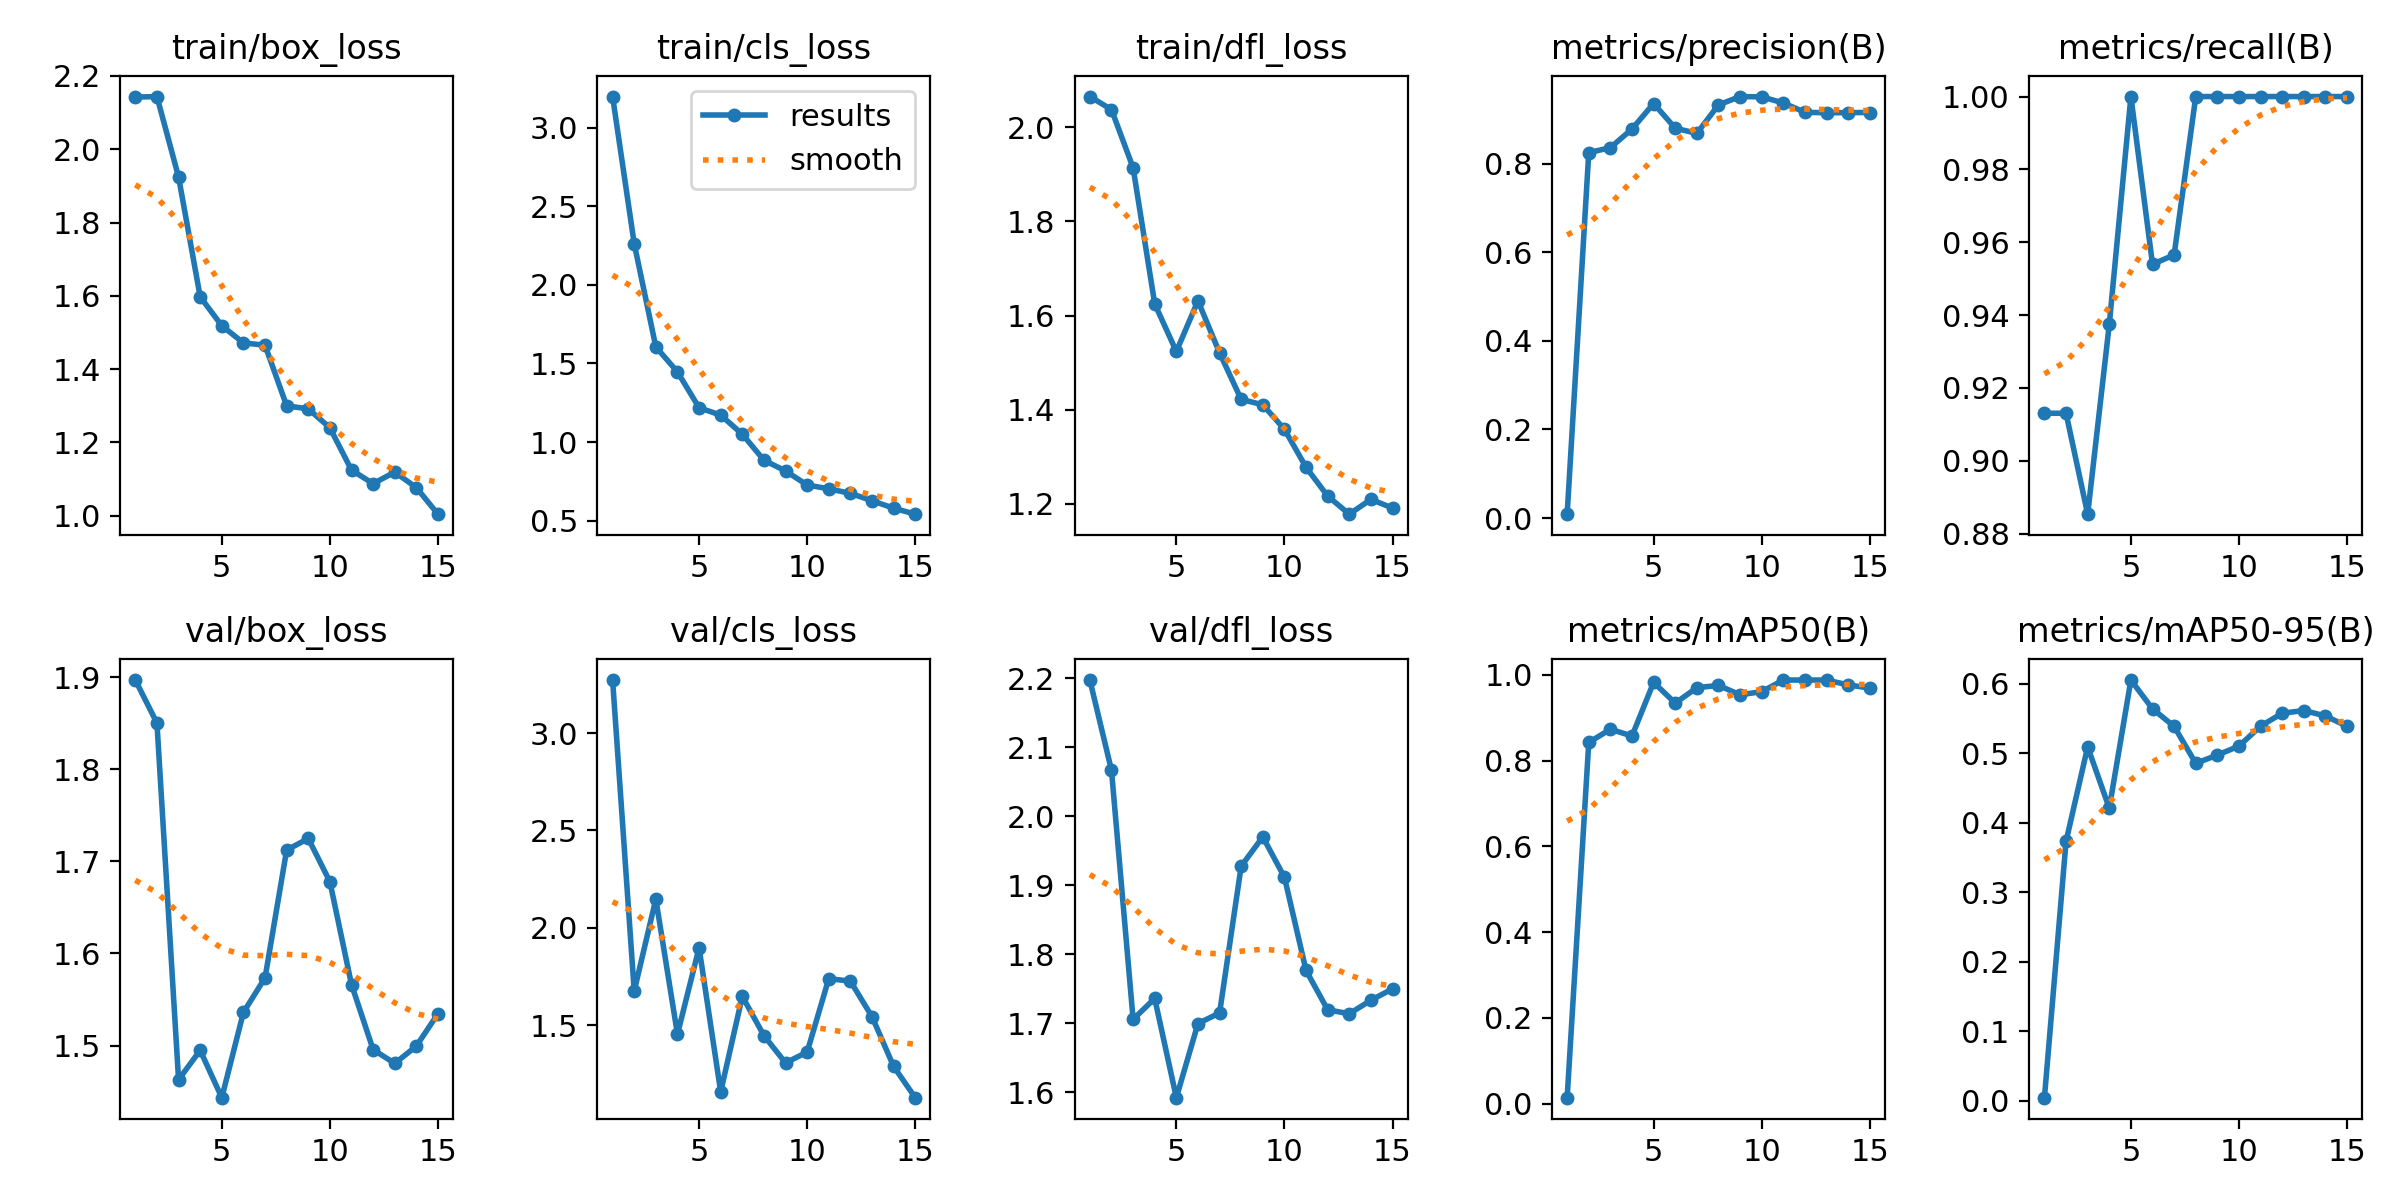 train/box_loss
2.2
2.0
1.8
1.6
1.4
1.2
1.0
5 10 15
train/cls_loss
results
smooth
3.0
2.5
2.0
1.5
1.0
0.5
5 10 15
train/dfl_loss
2.0
1.8
1.6
1.4
1.2
5 10 15
metrics/precision(B)
0.8
0.6
0.4
0.2
0.0
5 10 15
metrics/recall(B)
1.00
0.98
0.96
0.94
0.92
0.90
0.88
5 10 15
val/box_loss
1.9
1.8
1.7
1.6
1.5
5 10 15
val/cls_loss
3.0
2.5
2.0
1.5
5 10 15
val/dfl_loss
2.2
2.1
2.0
1.9
1.8
1.7
1.6
5 10 15
metrics/mAP50(B)
1.0
0.8
0.6
0.4
0.2
0.0
5 10 15
metrics/mAP50-95(B)
0.6
0.5
0.4
0.3
0.2
0.1
0.0
5 10 15